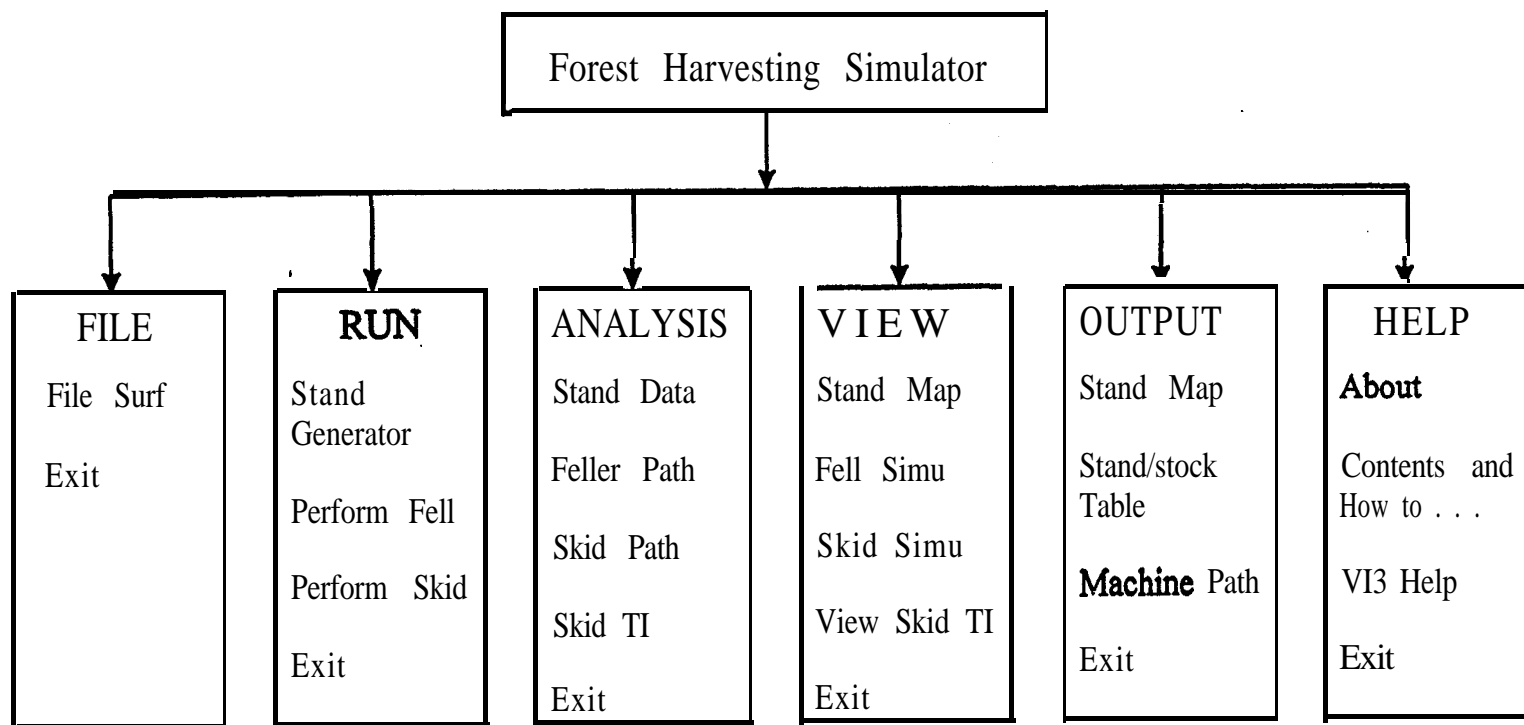 Forest Harvesting Simulator
FILE
File Surf
Exit
RUN
Stand
Generator
Perform Fell
Perform Skid
Exit
ANALYSIS
Stand Data
Feller Path
Skid Path
Skid TI
Exit
VIEW
Stand Map
Fell Simu
Skid Simu
View Skid TI
Exit
OUTPUT
Stand Map
Stand/stock
Table
Machine Path
Exit
HELP
About
Contents and
How to . . .
VI3 Help
Exit